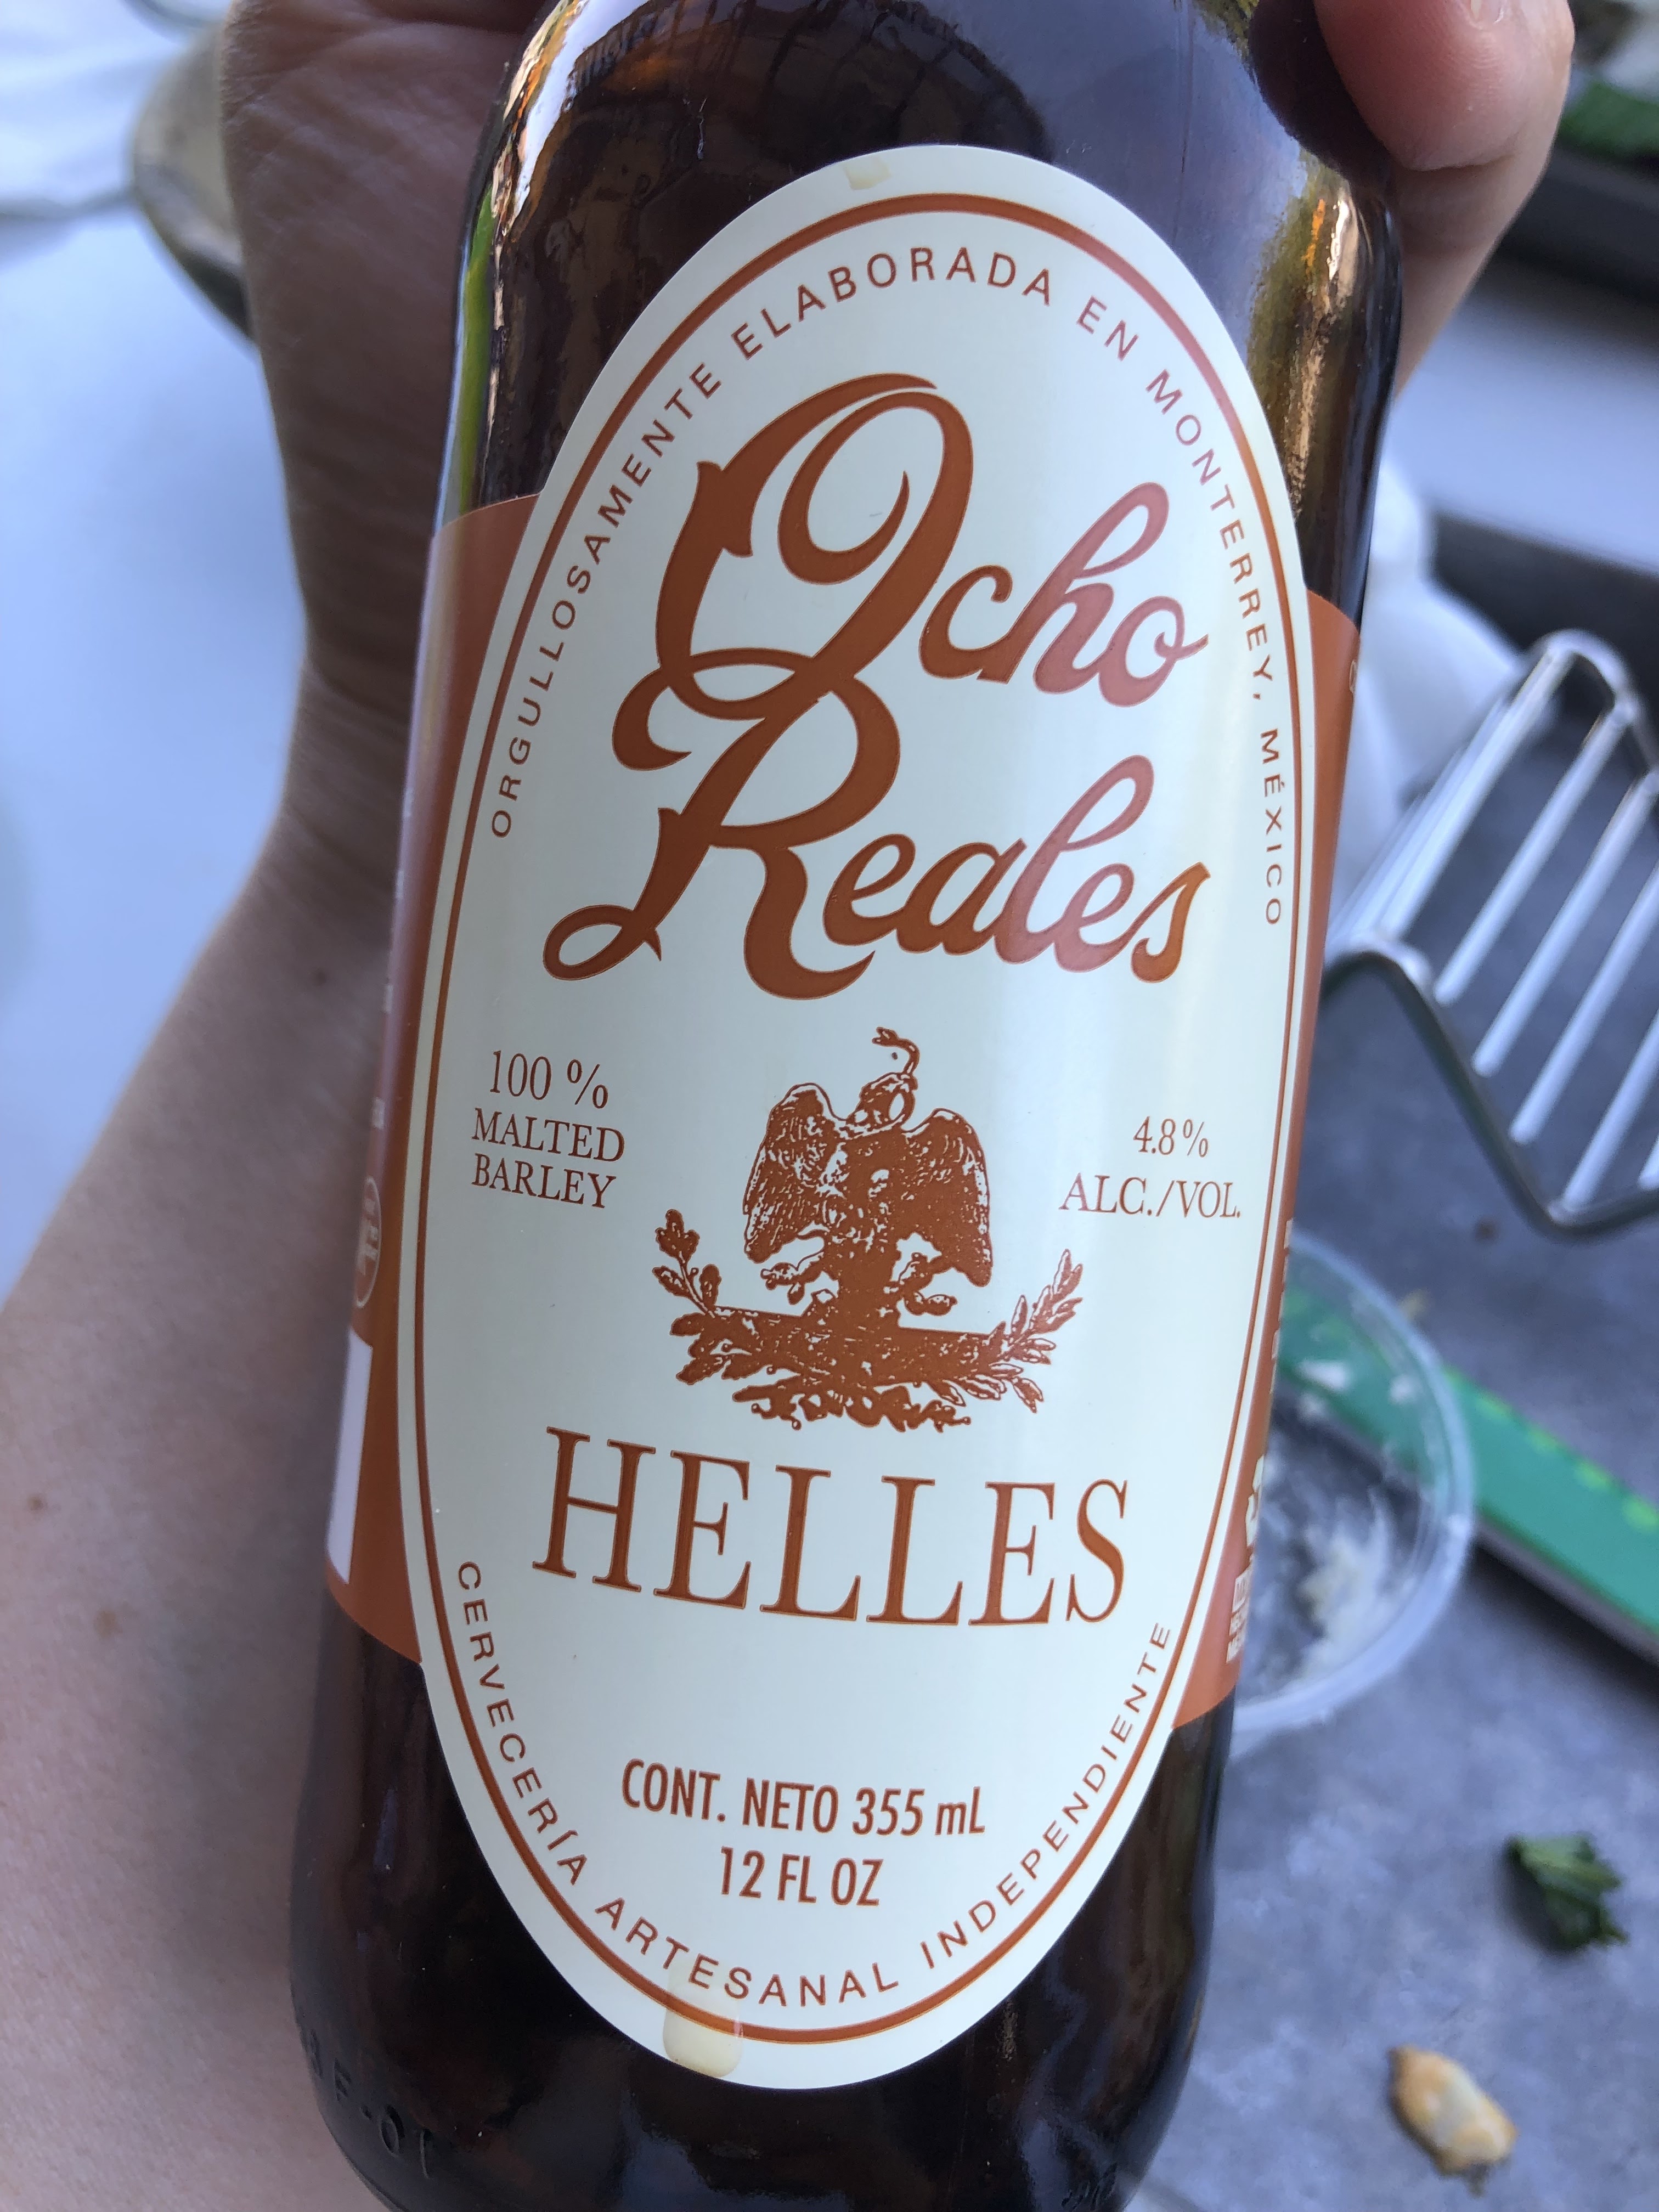 ORGULLOSAMENTE ELABORADA EN MONTERREY, MÉXICO
Ocho
Reales
100 %
MALTED
BARLEY
4.8%
ALC./VOL.
HELLES
CONT. NETO 355 mL
12 FL OZ
CERVECERÍA ARTESANAL INDEPENDIENTE